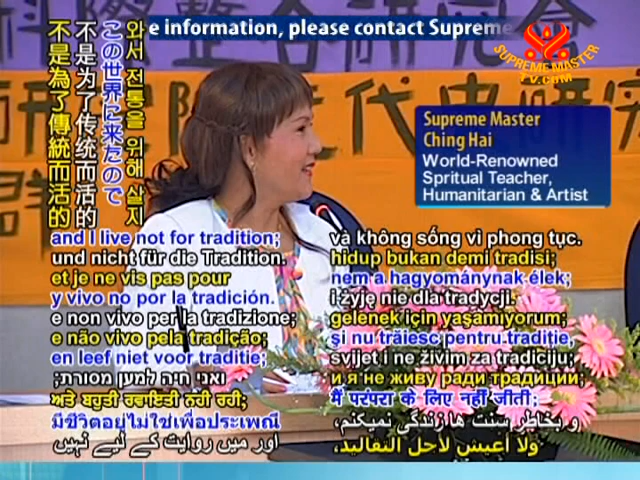 e information, please contact Supreme
SUPREME MASTER
TV.COM
와서 전통을 위해 살지
この世界に来たので
不是为了传统而活的
不是為了傳統而活的
Supreme Master
Ching Hai
World-Renowned
Spritual Teacher,
Humanitarian & Artist
and I live not for tradition;
und nicht für die Tradition.
et je ne vis pas pour
y vivo no por la tradición.
e non vivo per la tradizione;
e não vivo pela tradição;
en leef niet voor traditie;
ואני חיה למען מסורת;
ਅਤੇ ਬਹੁਤੀ ਰਵਾਇਤੀ ਨਹੀਂ ਰਹੀ;
มีชีวิตอยู่ไม่ใช่เพื่อประเพณี
اور میں روایت کے لیے نہیں
và không sống vì phong tục.
hidup bukan demi tradisi;
nem a hagyománynak élek;
i żyję nie dla tradycji.
gelenek için yaşamıyorum;
și nu trăiesc pentru tradiție,
svijet i ne živim za tradiciju;
и я не живу ради традиции;
मैं परंपरा के लिए नहीं जीती;
و بخاطر سنت ها زندگی نمیکنم،
ولا أعيش لأجل التقاليد،